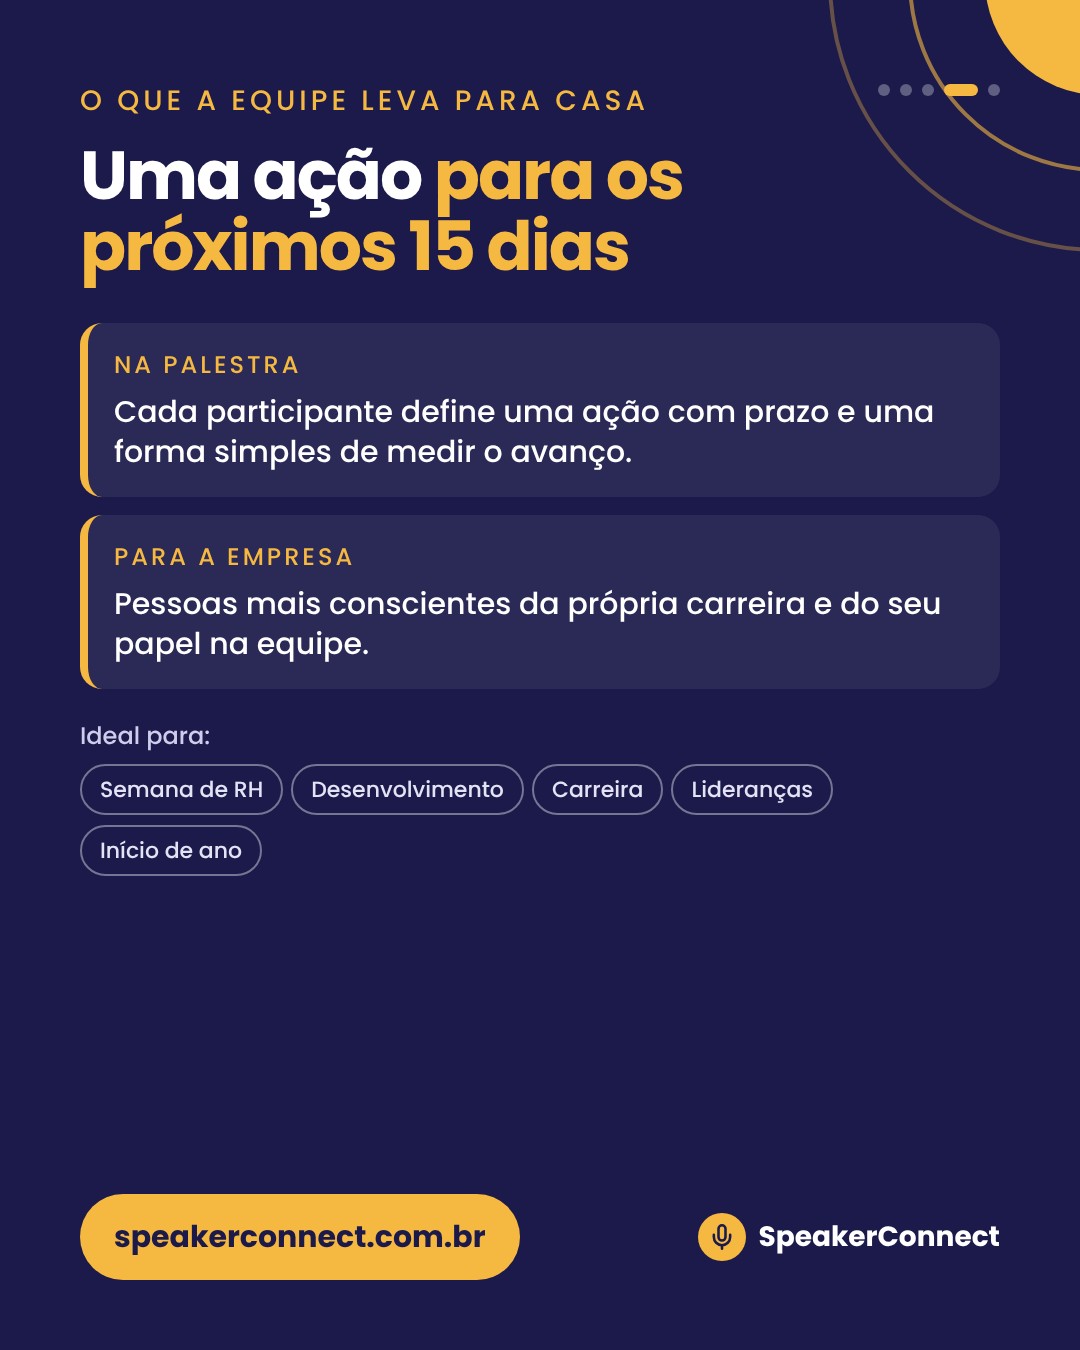 O QUE A EQUIPE LEVA PARA CASA
Uma ação para os
próximos 15 dias
NA PALESTRA
Cada participante define uma ação com prazo e uma
forma simples de medir o avanço.
PARA A EMPRESA
Pessoas mais conscientes da própria carreira e do seu
papel na equipe.
Ideal para:
Semana de RH Desenvolvimento Carreira Lideranças
Início de ano
speakerconnect.com.br SpeakerConnect